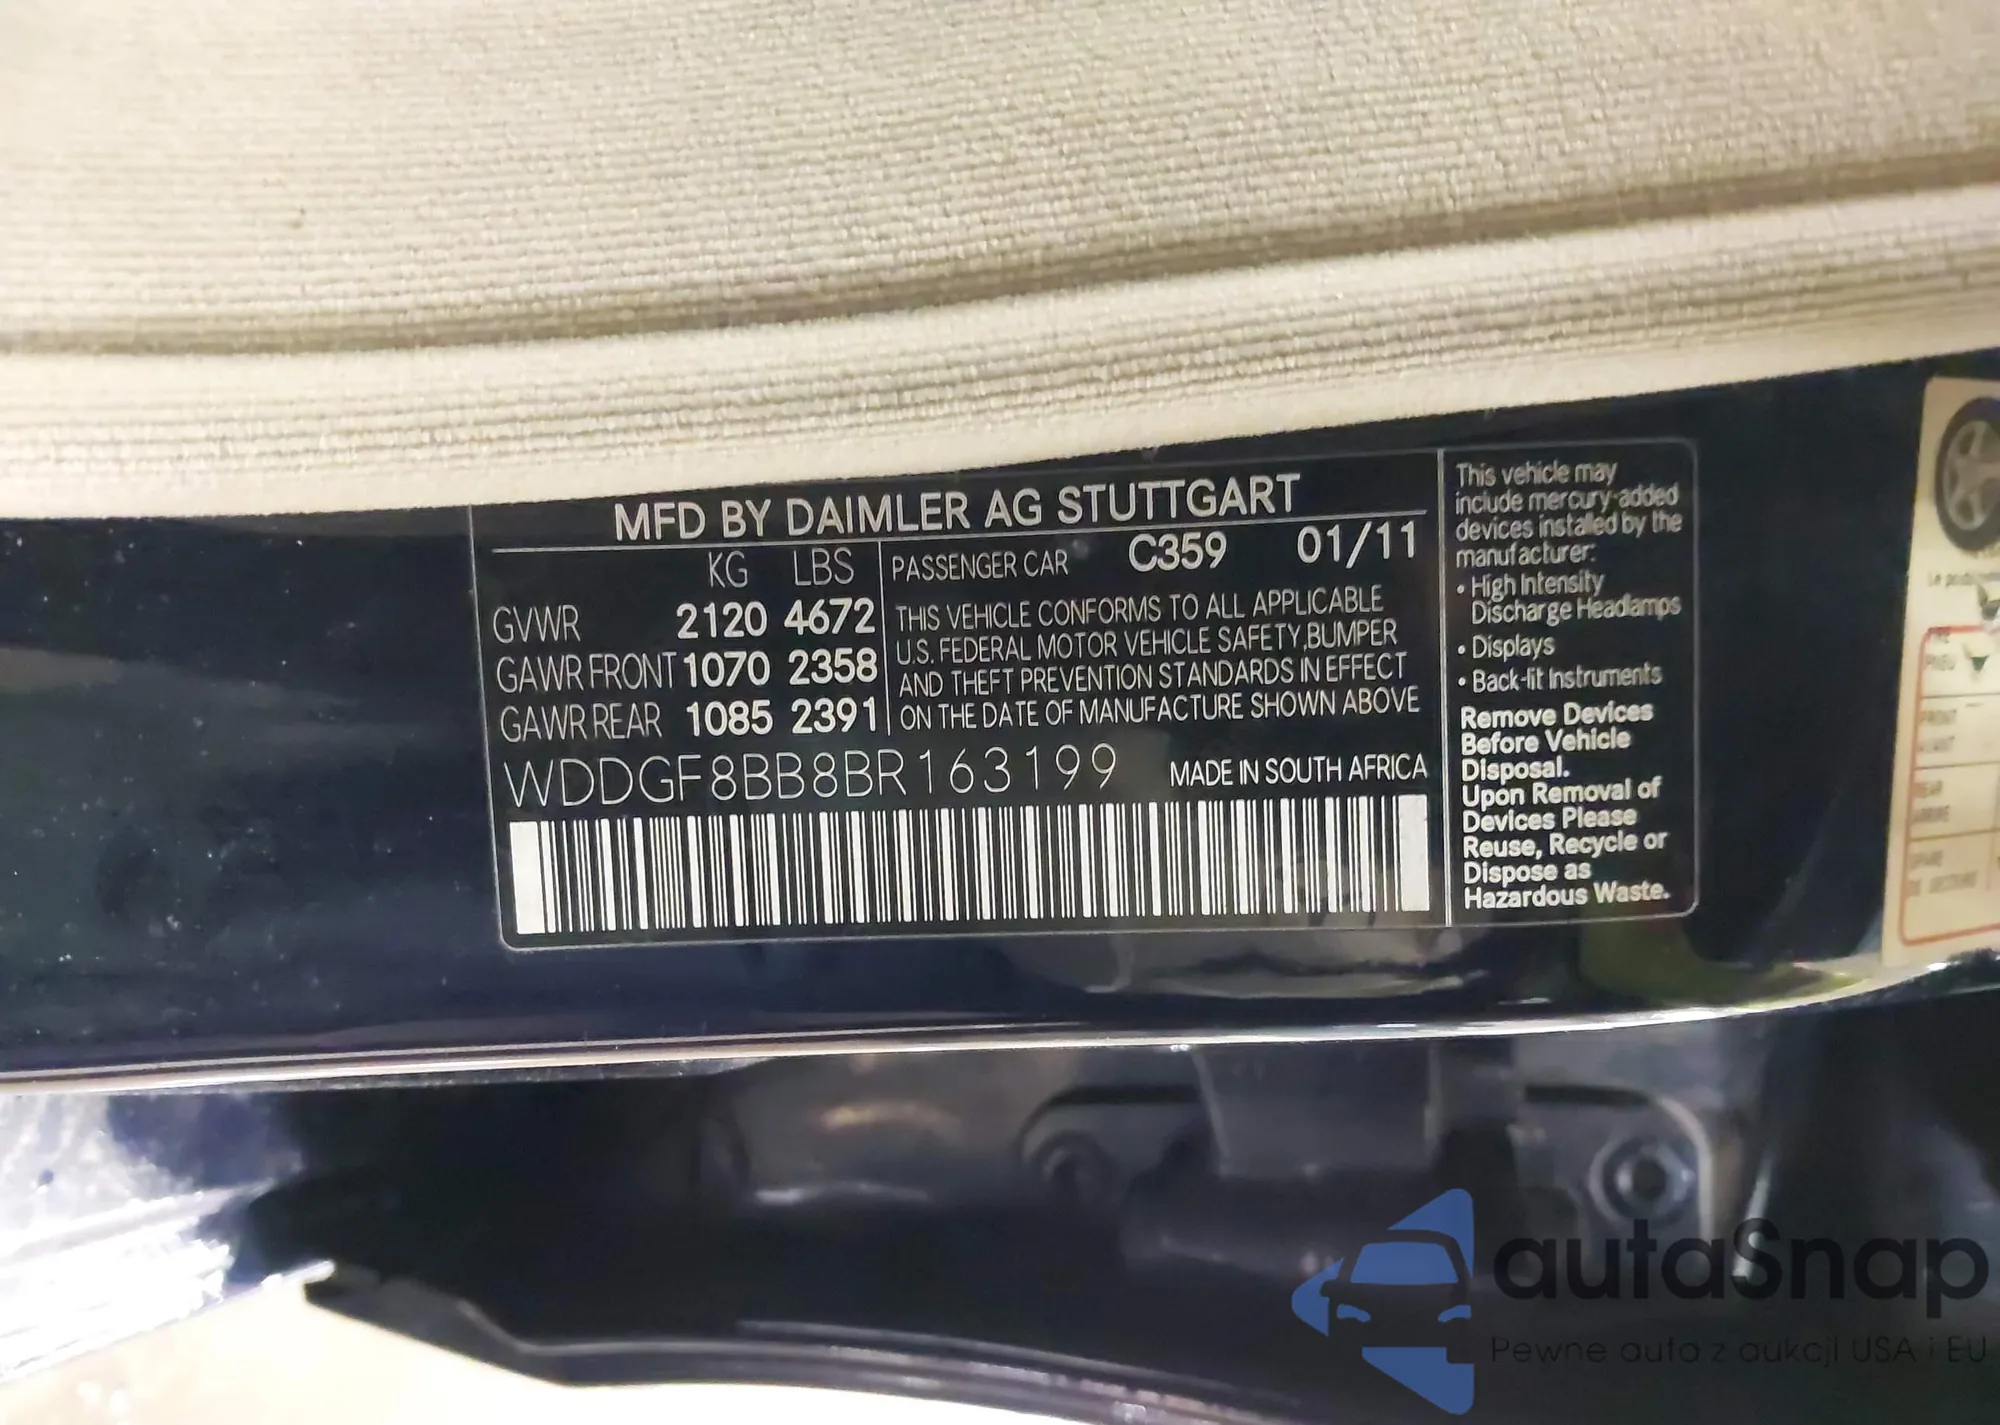 MFD BY DAIMLER AG STUTTGART
KG LBS
GVWR 2120 4672
GAWR FRONT 1070 2358
GAWR REAR 1085 2391
PASSENGER CAR C359 01/11
THIS VEHICLE CONFORMS TO ALL APPLICABLE
U.S. FEDERAL MOTOR VEHICLE SAFETY,BUMPER
AND THEFT PREVENTION STANDARDS IN EFFECT
ON THE DATE OF MANUFACTURE SHOWN ABOVE
WDDGF8BB8BR163199 MADE IN SOUTH AFRICA
This vehicle may
include mercury-added
devices installed by the
manufacturer:
• High Intensity
Discharge Headlamps
• Displays
• Back-lit Instruments
Remove Devices
Before Vehicle
Disposal.
Upon Removal of
Devices Please
Reuse, Recycle or
Dispose as
Hazardous Waste.
autaSnap
Pewne auta z aukcji USA i EU